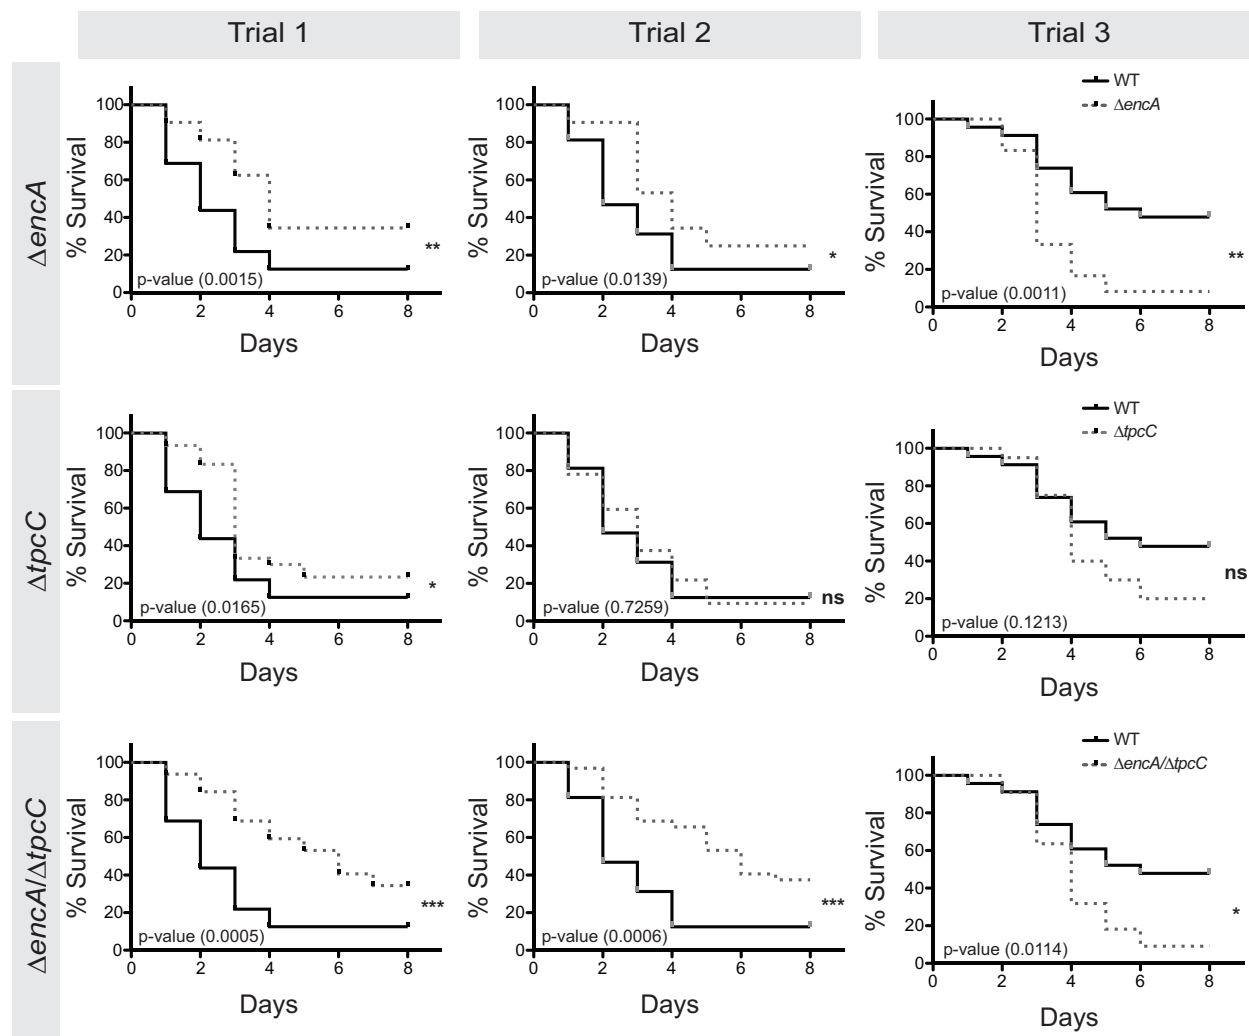 Trial 1
Trial 2
Trial 3
ΔencA
% Survival
100
80
60
40
20
0
p-value (0.0015)
**
0 2 4 6 8
Days
% Survival
100
80
60
40
20
0
p-value (0.0139)
*
0 2 4 6 8
Days
WT
ΔencA
% Survival
100
80
60
40
20
0
p-value (0.0011)
**
0 2 4 6 8
Days
ΔtpcC
% Survival
100
80
60
40
20
0
p-value (0.0165)
*
0 2 4 6 8
Days
% Survival
100
80
60
40
20
0
p-value (0.7259)
ns
0 2 4 6 8
Days
WT
ΔtpcC
% Survival
100
80
60
40
20
0
p-value (0.1213)
ns
0 2 4 6 8
Days
ΔencA/ΔtpcC
% Survival
100
80
60
40
20
0
p-value (0.0005)
***
0 2 4 6 8
Days
% Survival
100
80
60
40
20
0
p-value (0.0006)
***
0 2 4 6 8
Days
WT
ΔencA/ΔtpcC
% Survival
100
80
60
40
20
0
p-value (0.0114)
*
0 2 4 6 8
Days